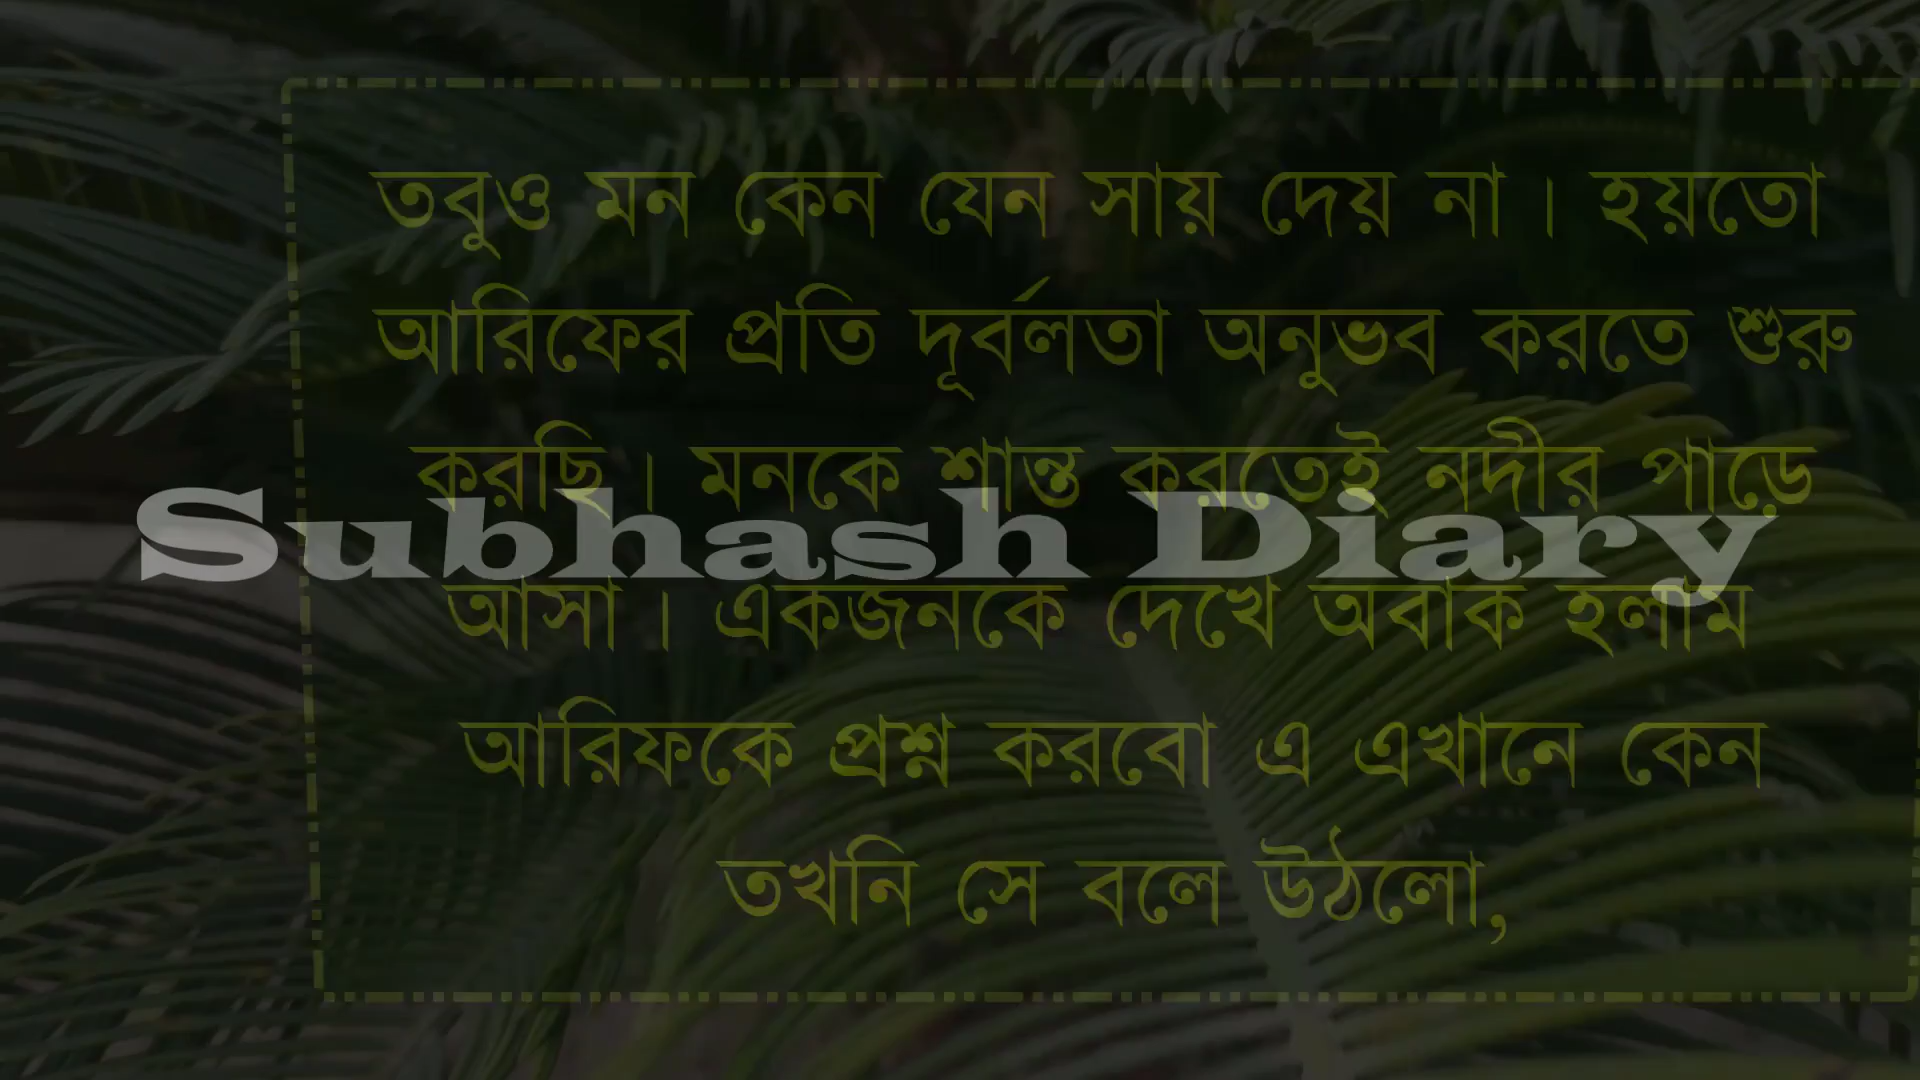 তবুও মন কেন যেন সায় দেয় না । হয়তো
আরিফের প্রতি দূর্বলতা অনুভব করতে শুরু
করছি । মনকে শান্ত করতেই নদীর পাড়ে
Subhash Diary
আসা । একজনকে দেখে অবাক হলাম
আরিফকে প্রশ্ন করবো এ এখানে কেন
তখনি সে বলে উঠলো,